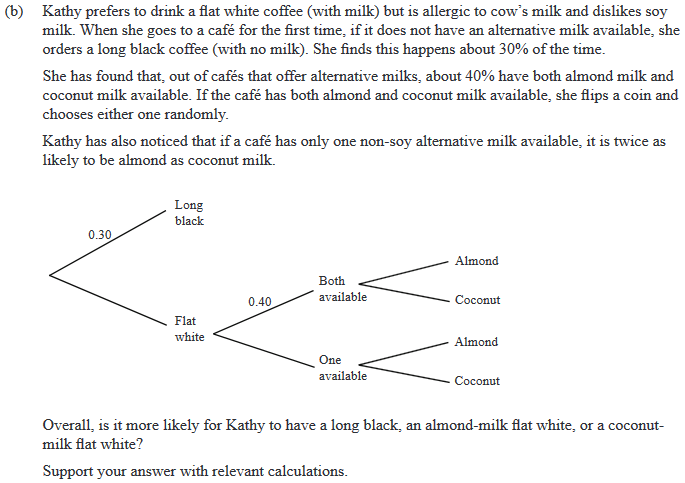 (b) Kathy prefers to drink a flat white coffee (with milk) but is allergic to cow's milk and dislikes soy
milk. When she goes to a café for the first time, if it does not have an alternative milk available, she
orders a long black coffee (with no milk). She finds this happens about 30% of the time.
She has found that, out of cafés that offer alternative milks, about 40% have both almond milk and
coconut milk available. If the café has both almond and coconut milk available, she flips a coin and
chooses either one randomly.
Kathy has also noticed that if a café has only one non-soy alternative milk available, it is twice as
likely to be almond as coconut milk.
Long
black
0.30
Almond
Both
available
0.40
Coconut
Flat
white
Almond
One
available
Coconut
Overall, is it more likely for Kathy to have a long black, an almond-milk flat white, or a coconut-
milk flat white?
Support your answer with relevant calculations.